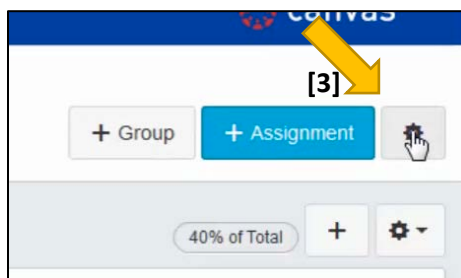 canvas
[3]
+ Group
+ Assignment
40% of Total
+